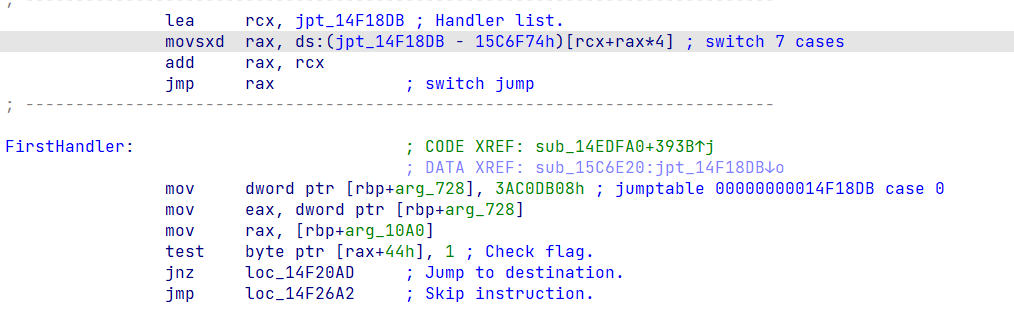 ; ---------------------------------------------------------------------------
lea rcx, jpt_14F18DB ; Handler list.
movsxd rax, ds:(jpt_14F18DB - 15C6F74h)[rcx+rax*4] ; switch 7 cases
add rax, rcx
jmp rax ; switch jump
; ---------------------------------------------------------------------------
FirstHandler: ; CODE XREF: sub_14EDFA0+393B↑j
; DATA XREF: sub_15C6E20:jpt_14F18DB↓o
mov dword ptr [rbp+arg_728], 3AC0DB08h ; jumptable 00000000014F18DB case 0
mov eax, dword ptr [rbp+arg_728]
mov rax, [rbp+arg_10A0]
test byte ptr [rax+44h], 1 ; Check flag.
jnz loc_14F20AD ; Jump to destination.
jmp loc_14F26A2 ; Skip instruction.